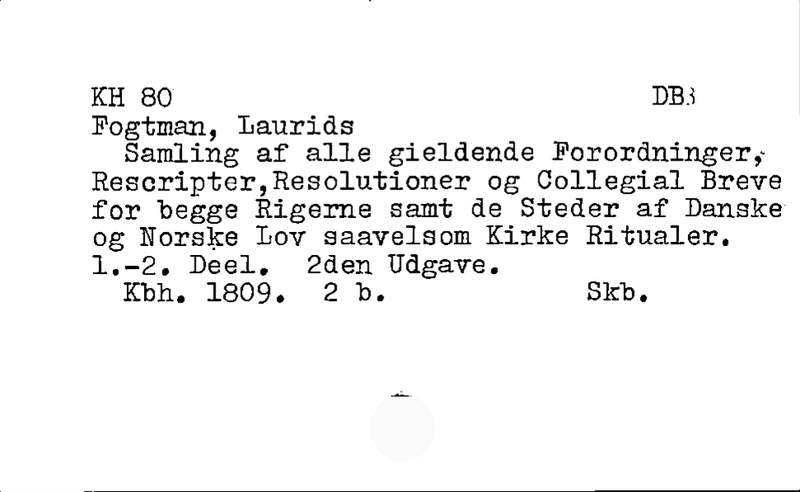 KH 80 DB3
Fogtman, Laurids
Samling af alle gieldende Forordninger,
Rescripter,Resolutioner og Collegial Breve
for begge Rigerne samt de Steder af Danske
og Norske Lov saavelsom Kirke Ritualer.
1.-2. Deel. 2den Udgave.
Kbh. 1809. 2 b. Skb.